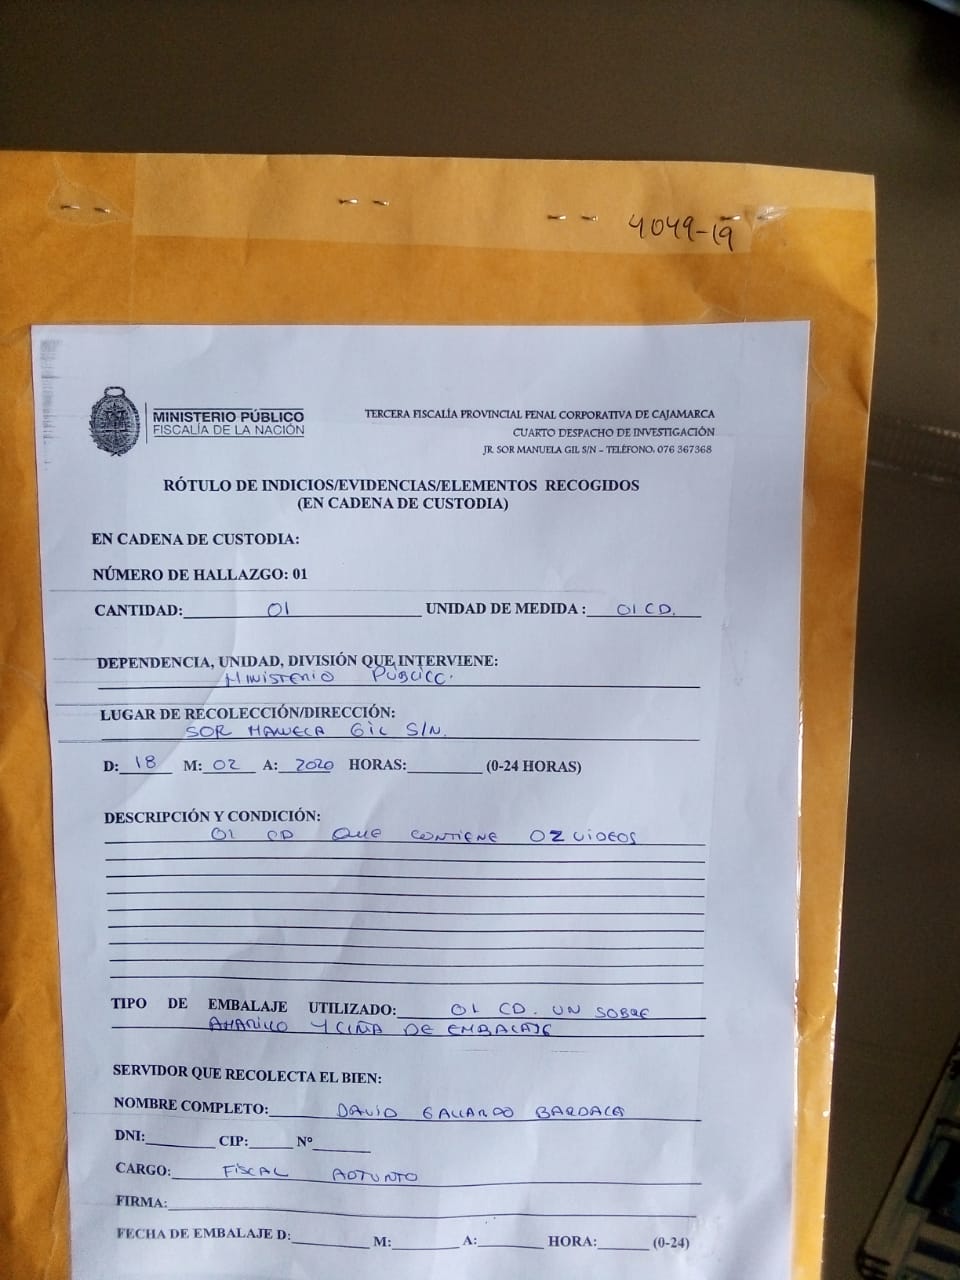 4049-19
MINISTERIO PÚBLICO
FISCALÍA DE LA NACIÓN
TERCERA FISCALÍA PROVINCIAL PENAL CORPORATIVA DE CAJAMARCA
CUARTO DESPACHO DE INVESTIGACIÓN
JR. SOR MANUELA GIL S/N – TELÉFONO. 076 367368
RÓTULO DE INDICIOS/EVIDENCIAS/ELEMENTOS RECOGIDOS
(EN CADENA DE CUSTODIA)
EN CADENA DE CUSTODIA:
NÚMERO DE HALLAZGO: 01
CANTIDAD: 01 UNIDAD DE MEDIDA : 01 CD.
DEPENDENCIA, UNIDAD, DIVISIÓN QUE INTERVIENE:
MINISTERIO PÚBLICO.
LUGAR DE RECOLECCIÓN/DIRECCIÓN:
SOR MANUELA GIL S/N.
D: 18 M: 02 A: 2020 HORAS: (0-24 HORAS)
DESCRIPCIÓN Y CONDICIÓN:
01 CD QUE CONTIENE 02 VIDEOS
TIPO DE EMBALAJE UTILIZADO: 01 CD. UN SOBRE
AMARILLO Y CINTA DE EMBALAJE
SERVIDOR QUE RECOLECTA EL BIEN:
NOMBRE COMPLETO: DAVID GALLARDO
DNI: CIP: Nº
CARGO: FISCAL ADJUNTO
FIRMA:
FECHA DE EMBALAJE D: M: A: HORA: (0-24)